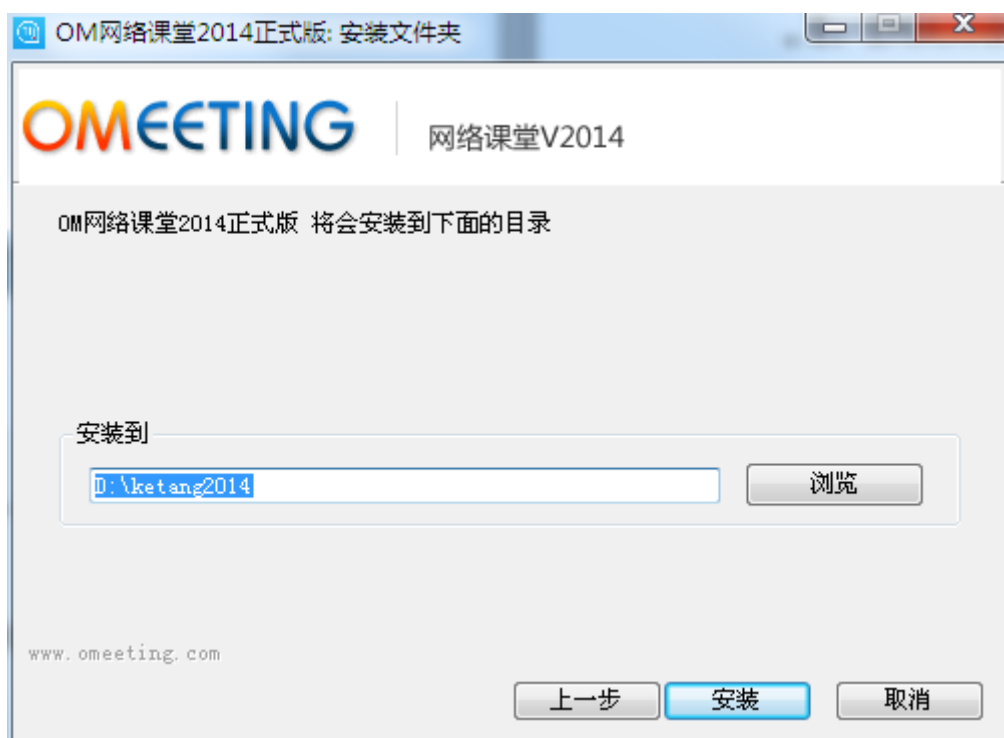 OM网络课堂2014正式版: 安装文件夹
OMEETING
网络课堂V2014
OM网络课堂2014正式版 将会安装到下面的目录
安装到
D:\ketang2014
浏览
www.omeeting.com
上一步
安装
取消